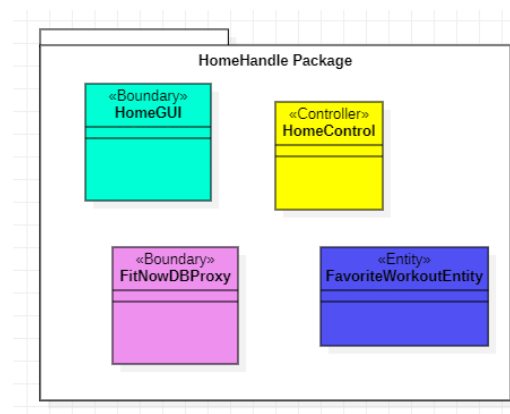 HomeHandle Package
«Boundary»
HomeGUI
«Controller»
HomeControl
«Boundary»
FitNowDBProxy
«Entity»
FavoriteWorkoutEntity